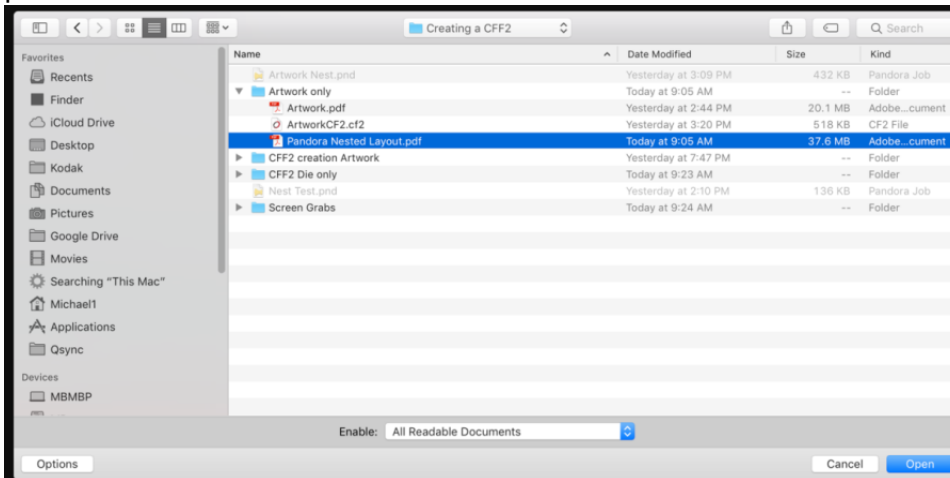 Creating a CFF2
Search
Favorites
Recents
Finder
iCloud Drive
Desktop
Kodak
Documents
Pictures
Google Drive
Movies
Searching "This Mac"
Michael1
Applications
Qsync
Devices
MBMBP
Name Date Modified Size Kind
Artwork Nest.pnd Yesterday at 3:09 PM 432 KB Pandora Job
Artwork only Today at 9:05 AM -- Folder
Artwork.pdf Yesterday at 2:44 PM 20.1 MB Adobe...cument
ArtworkCF2.cf2 Yesterday at 3:20 PM 518 KB CF2 File
Pandora Nested Layout.pdf Today at 9:05 AM 37.6 MB Adobe...cument
CFF2 creation Artwork Yesterday at 7:47 PM -- Folder
CFF2 Die only Today at 9:23 AM -- Folder
Nest Test.pnd Yesterday at 2:10 PM 136 KB Pandora Job
Screen Grabs Today at 9:24 AM -- Folder
Enable: All Readable Documents
Options Cancel Open